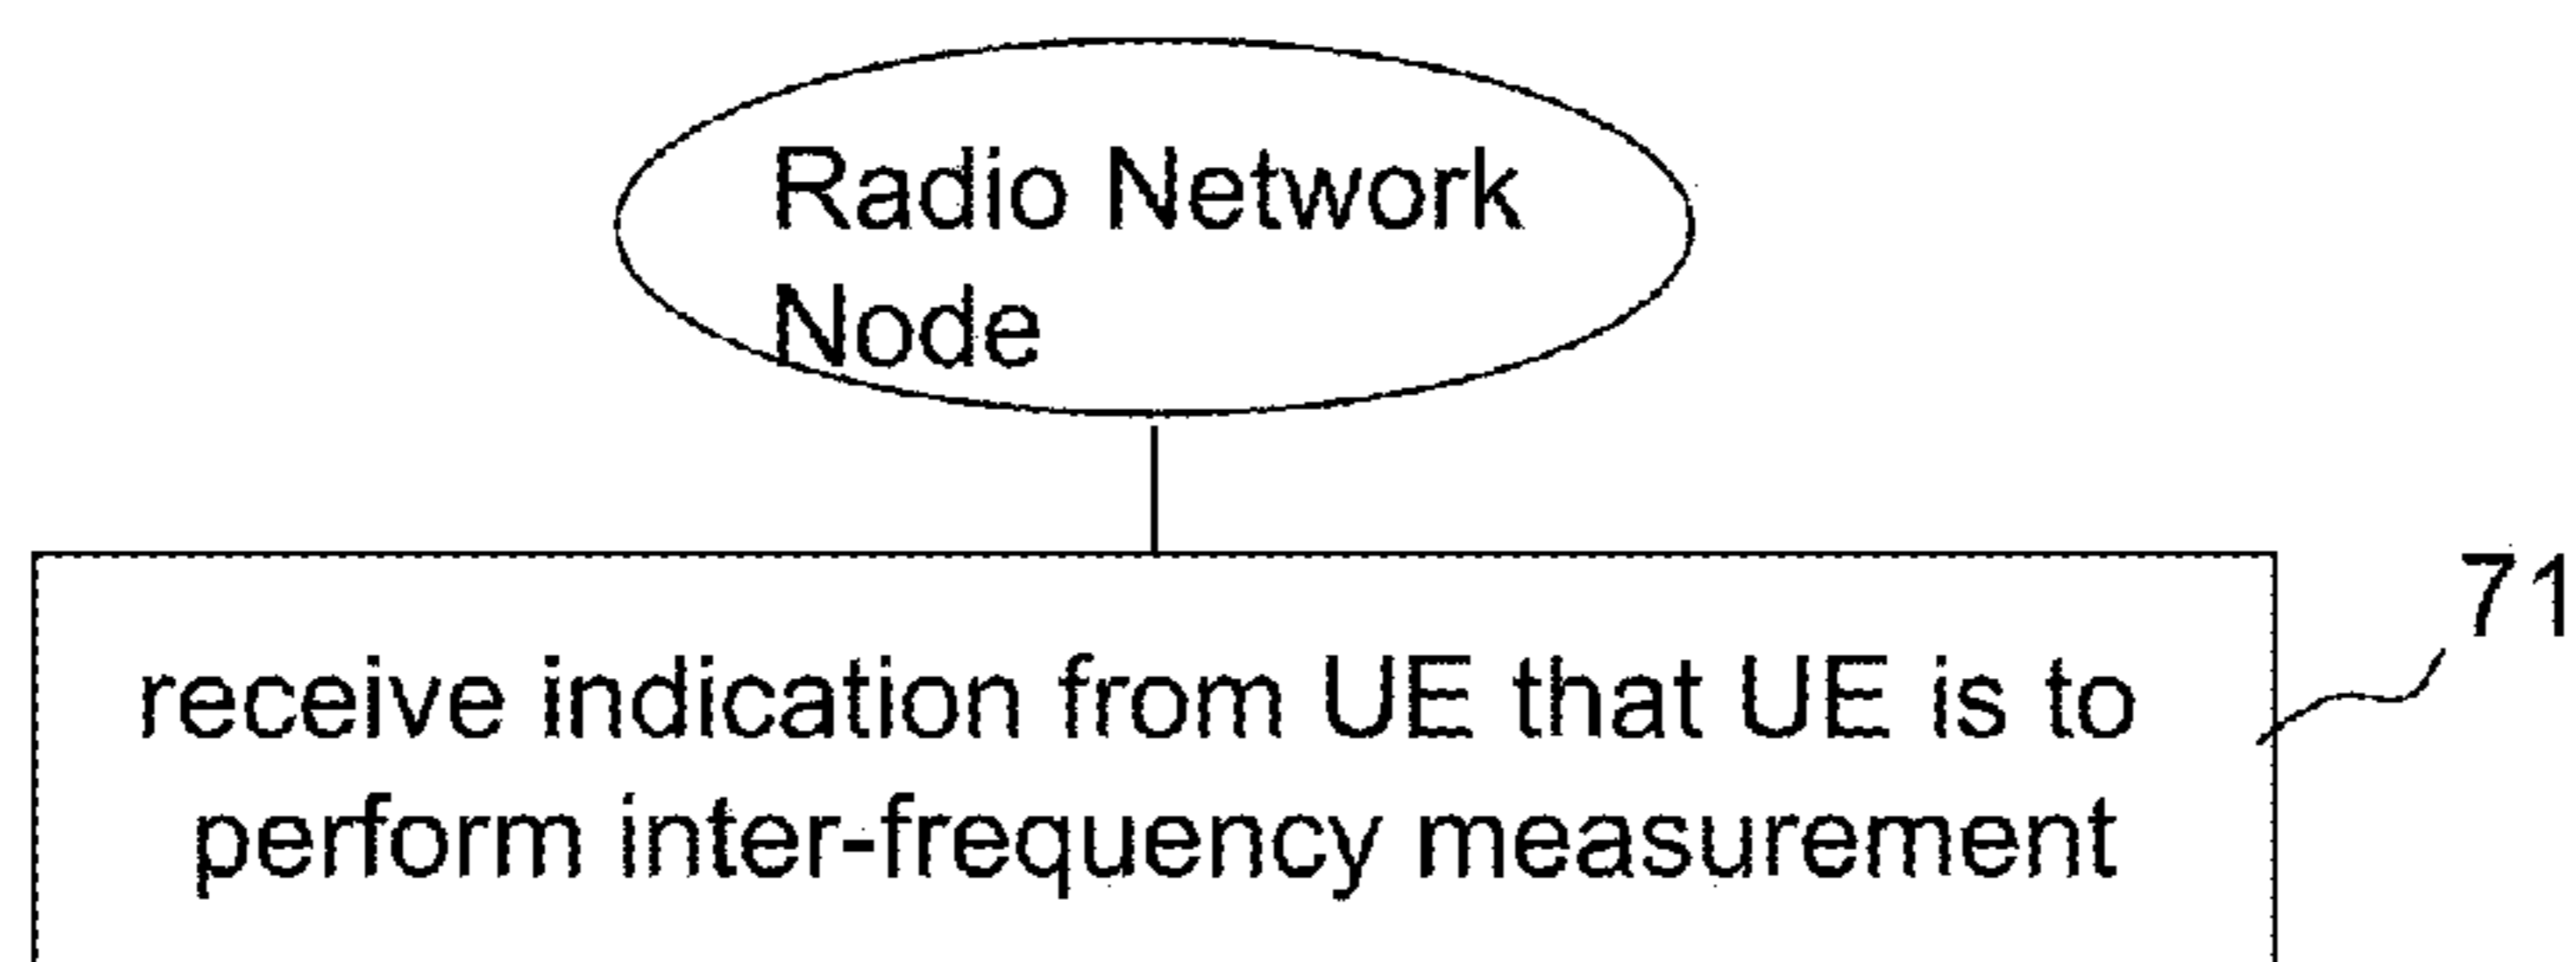 Radio Network
Node
71
receive indication from UE that UE is to
perform inter-frequency measurement